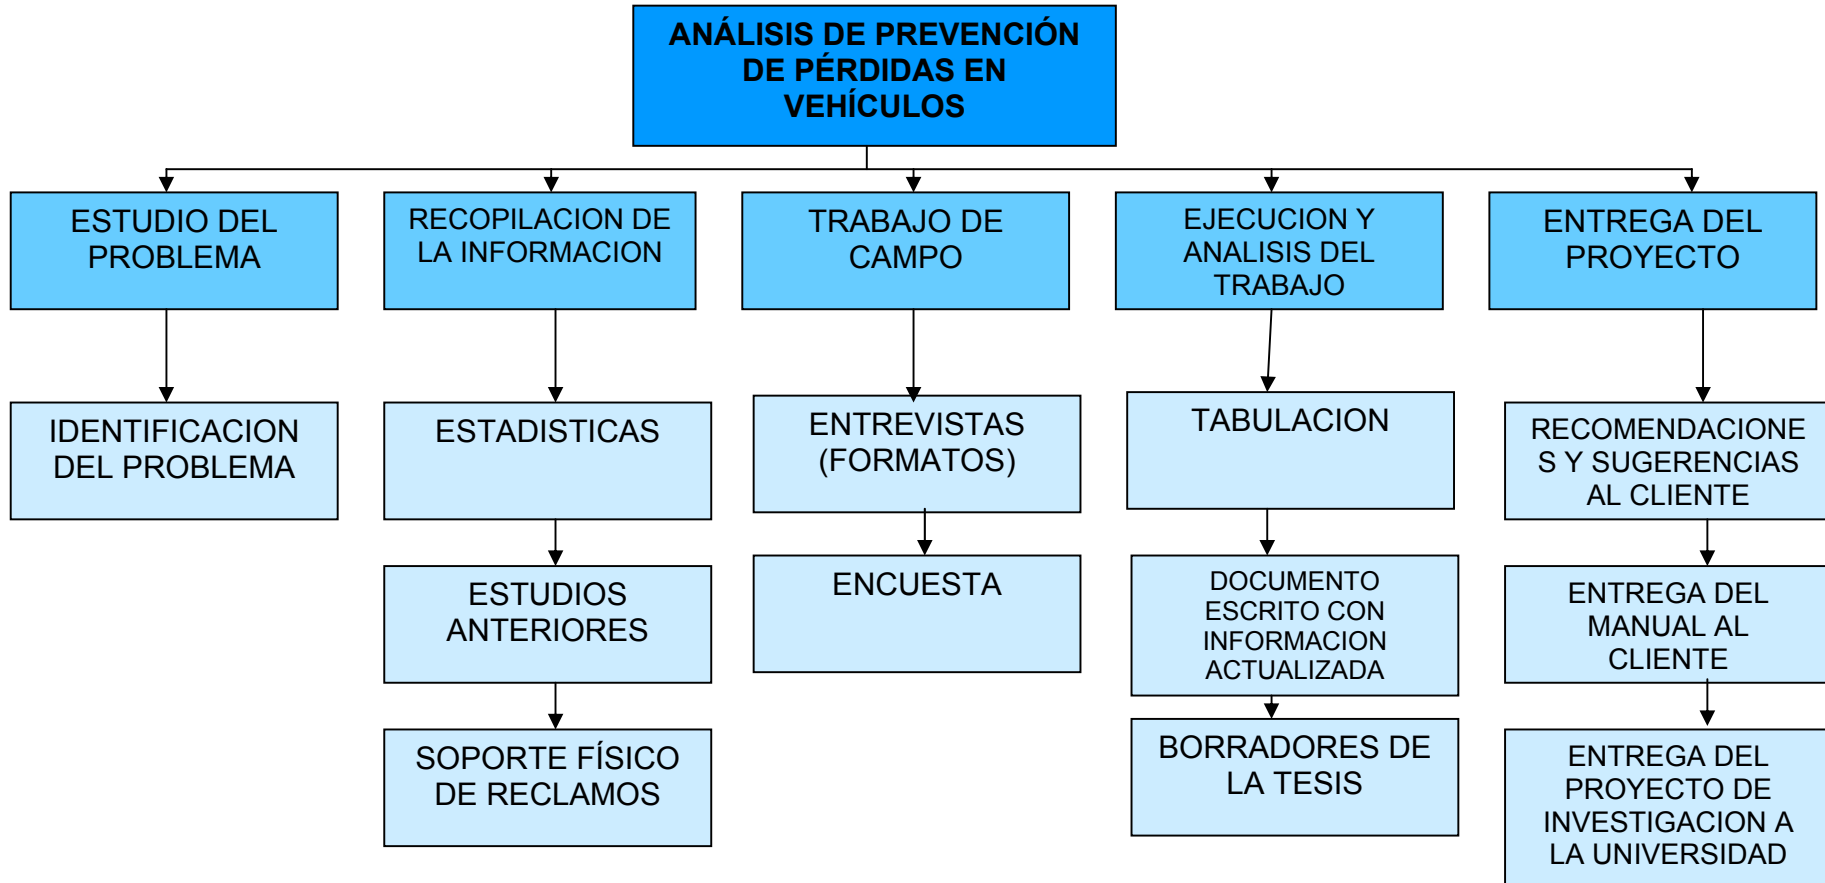 ANÁLISIS DE PREVENCIÓN
DE PÉRDIDAS EN
VEHÍCULOS
ESTUDIO DEL
PROBLEMA
RECOPILACION DE
LA INFORMACION
TRABAJO DE
CAMPO
EJECUCION Y
ANALISIS DEL
TRABAJO
ENTREGA DEL
PROYECTO
IDENTIFICACION
DEL PROBLEMA
ESTADISTICAS
ENTREVISTAS
(FORMATOS)
TABULACION
RECOMENDACIONE
S Y SUGERENCIAS
AL CLIENTE
ESTUDIOS
ANTERIORES
ENCUESTA
DOCUMENTO
ESCRITO CON
INFORMACION
ACTUALIZADA
ENTREGA DEL
MANUAL AL
CLIENTE
SOPORTE FÍSICO
DE RECLAMOS
BORRADORES DE
LA TESIS
ENTREGA DEL
PROYECTO DE
INVESTIGACION A
LA UNIVERSIDAD